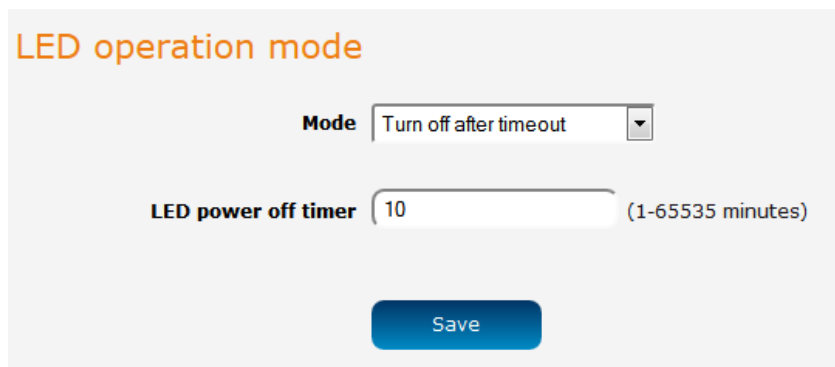 LED operation mode
Mode Turn off after timeout
LED power off timer 10 (1-65535 minutes)
Save